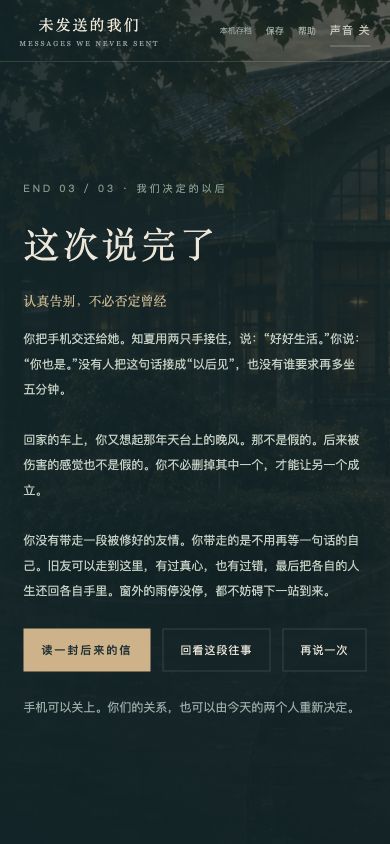 未发送的我们
MESSAGES WE NEVER SENT
本机存档 保存 帮助 声音 关
END 03 / 03 · 我们决定的以后
这次说完了
认真告别，不必否定曾经
你把手机交还给她。知夏用两只手接住，说：“好好生活。”你说：
“你也是。”没有人把这句话接成“以后见”，也没有谁要求再多坐
五分钟。
回家的车上，你又想起那年天台上的晚风。那不是假的。后来被
伤害的感觉也不是假的。你不必删掉其中一个，才能让另一个成
立。
你没有带走一段被修好的友情。你带走的是不用再等一句话的自
己。旧友可以走到这里，有过真心，也有过错，最后把各自的人
生还回各自手里。窗外的雨停没停，都不妨碍下一站到来。
读一封后来的信 回看这段往事 再说一次
手机可以关上。你们的关系，也可以由今天的两个人重新决定。